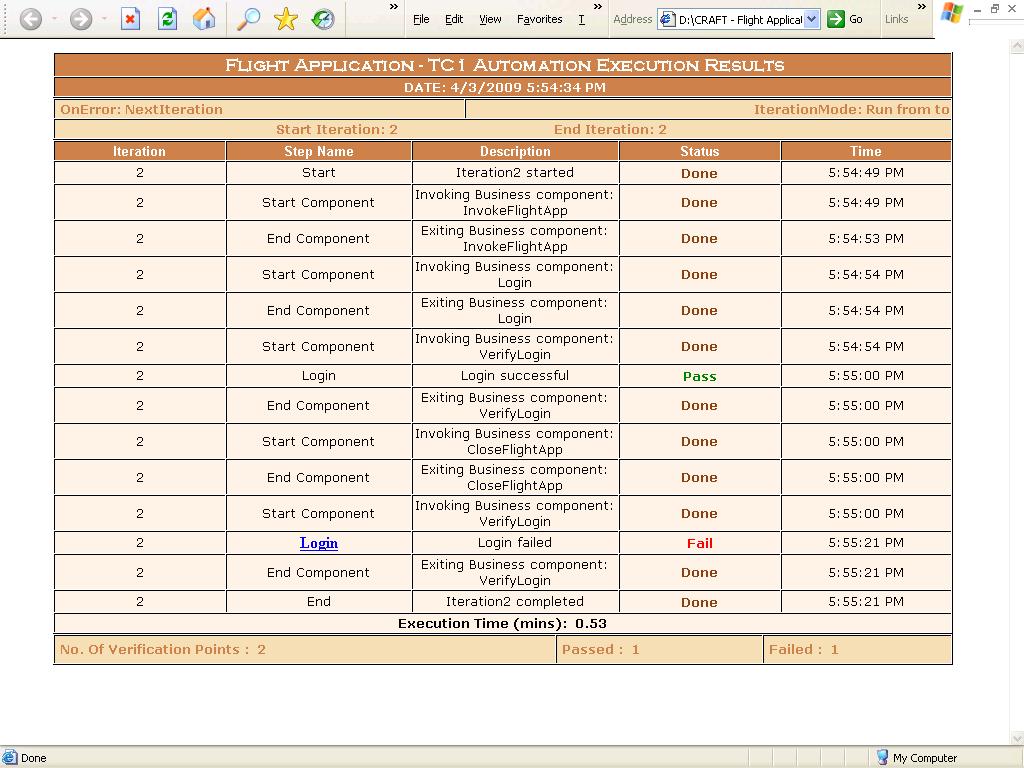 File Edit View Favorites T » Address D:\CRAFT - Flight Applicat Go Links »
FLIGHT APPLICATION - TC1 AUTOMATION EXECUTION RESULTS
DATE: 4/3/2009 5:54:34 PM
OnError: NextIteration IterationMode: Run from to
Start Iteration: 2 End Iteration: 2
Iteration Step Name Description Status Time
2 Start Iteration2 started Done 5:54:49 PM
2 Start Component Invoking Business component: Done 5:54:49 PM
InvokeFlightApp
2 End Component Exiting Business component: Done 5:54:53 PM
InvokeFlightApp
2 Start Component Invoking Business component: Done 5:54:54 PM
Login
2 End Component Exiting Business component: Done 5:54:54 PM
Login
2 Start Component Invoking Business component: Done 5:54:54 PM
VerifyLogin
2 Login Login successful Pass 5:55:00 PM
2 End Component Exiting Business component: Done 5:55:00 PM
VerifyLogin
2 Start Component Invoking Business component: Done 5:55:00 PM
CloseFlightApp
2 End Component Exiting Business component: Done 5:55:00 PM
CloseFlightApp
2 Start Component Invoking Business component: Done 5:55:00 PM
VerifyLogin
2 Login Login failed Fail 5:55:21 PM
2 End Component Exiting Business component: Done 5:55:21 PM
VerifyLogin
2 End Iteration2 completed Done 5:55:21 PM
Execution Time (mins): 0.53
No. Of Verification Points : 2 Passed : 1 Failed : 1
Done My Computer